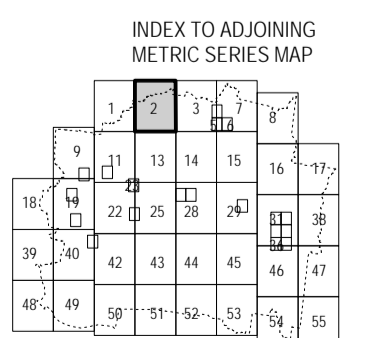 INDEX TO ADJOINING
METRIC SERIES MAP
1 2 3 7 8
5 6
9 11 13 14 15 16 17
18 19 23 22 25 28 29 31 38
39 40 42 43 44 45 46 47
48 49 50 51 52 53 54 55